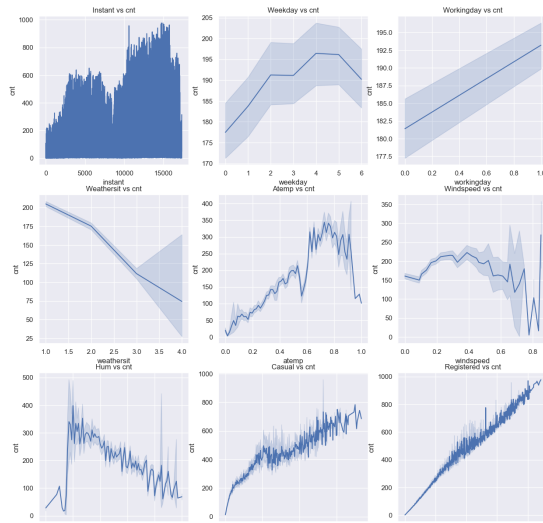 Instant vs cnt Weekday vs cnt Workingday vs cnt
1000
800
600
400
200
0
cnt
0 5000 10000 15000
instant
205
200
195
190
185
180
175
170
cnt
0 1 2 3 4 5 6
weekday
195.0
192.5
190.0
187.5
185.0
182.5
180.0
177.5
cnt
0.0 0.2 0.4 0.6 0.8 1.0
workingday
Weathersit vs cnt Atemp vs cnt Windspeed vs cnt
200
175
150
125
100
75
50
25
cnt
1.0 1.5 2.0 2.5 3.0 3.5 4.0
weathersit
400
350
300
250
200
150
100
50
0
cnt
0.0 0.2 0.4 0.6 0.8 1.0
atemp
350
300
250
200
150
100
50
0
cnt
0.0 0.2 0.4 0.6 0.8
windspeed
Hum vs cnt Casual vs cnt Registered vs cnt
500
400
300
200
100
0
cnt
1000
800
600
400
200
0
cnt
1000
800
600
400
200
0
cnt